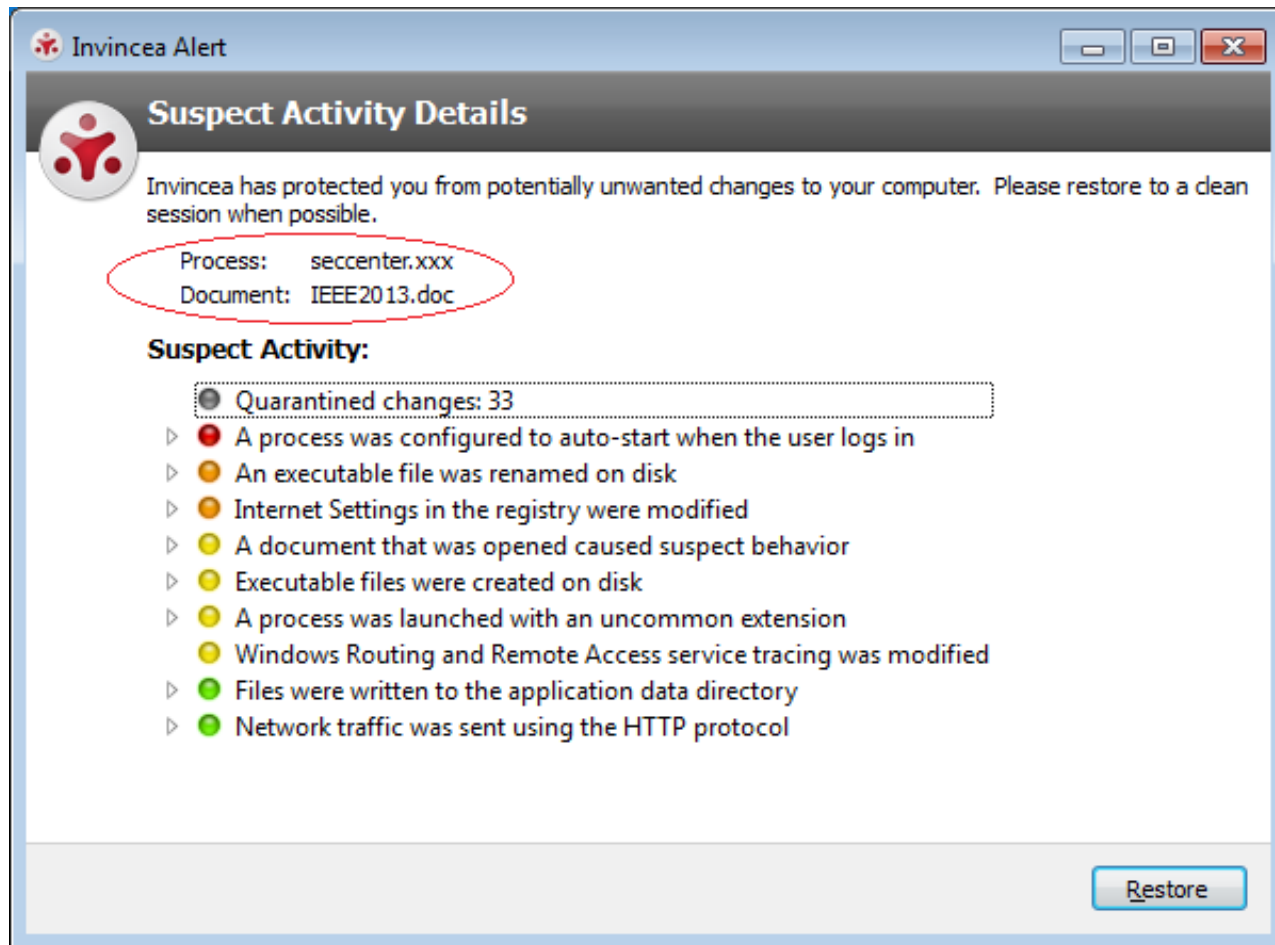 Invincea Alert
Suspect Activity Details
Invincea has protected you from potentially unwanted changes to your computer. Please restore to a clean
session when possible.
Process: seccenter.xxx
Document: IEEE2013.doc
Suspect Activity:
Quarantined changes: 33
A process was configured to auto-start when the user logs in
An executable file was renamed on disk
Internet Settings in the registry were modified
A document that was opened caused suspect behavior
Executable files were created on disk
A process was launched with an uncommon extension
Windows Routing and Remote Access service tracing was modified
Files were written to the application data directory
Network traffic was sent using the HTTP protocol
Restore